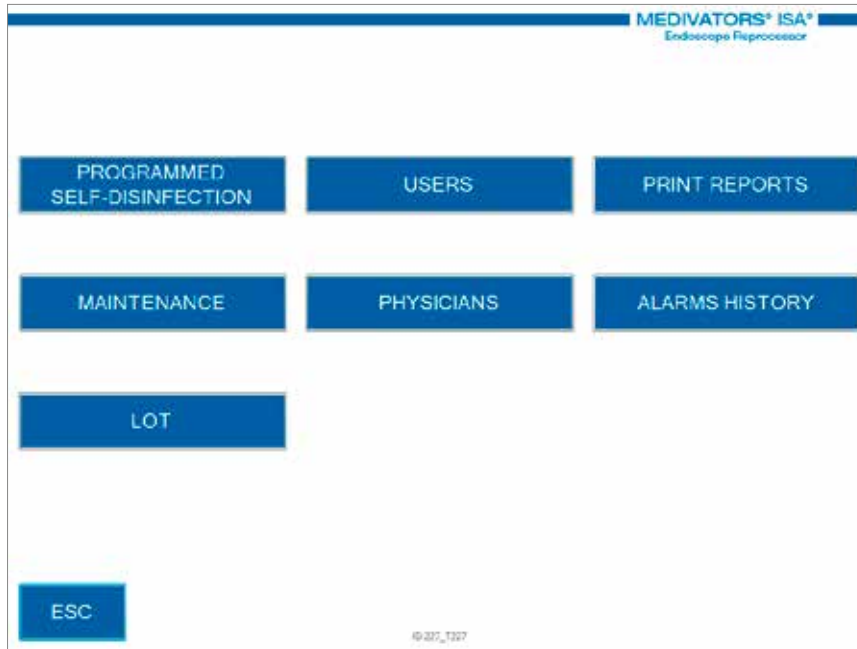 MEDIVATORS® ISA®
Endoscope Reprocessor
PROGRAMMED
SELF-DISINFECTION
USERS
PRINT REPORTS
MAINTENANCE
PHYSICIANS
ALARMS HISTORY
LOT
ESC